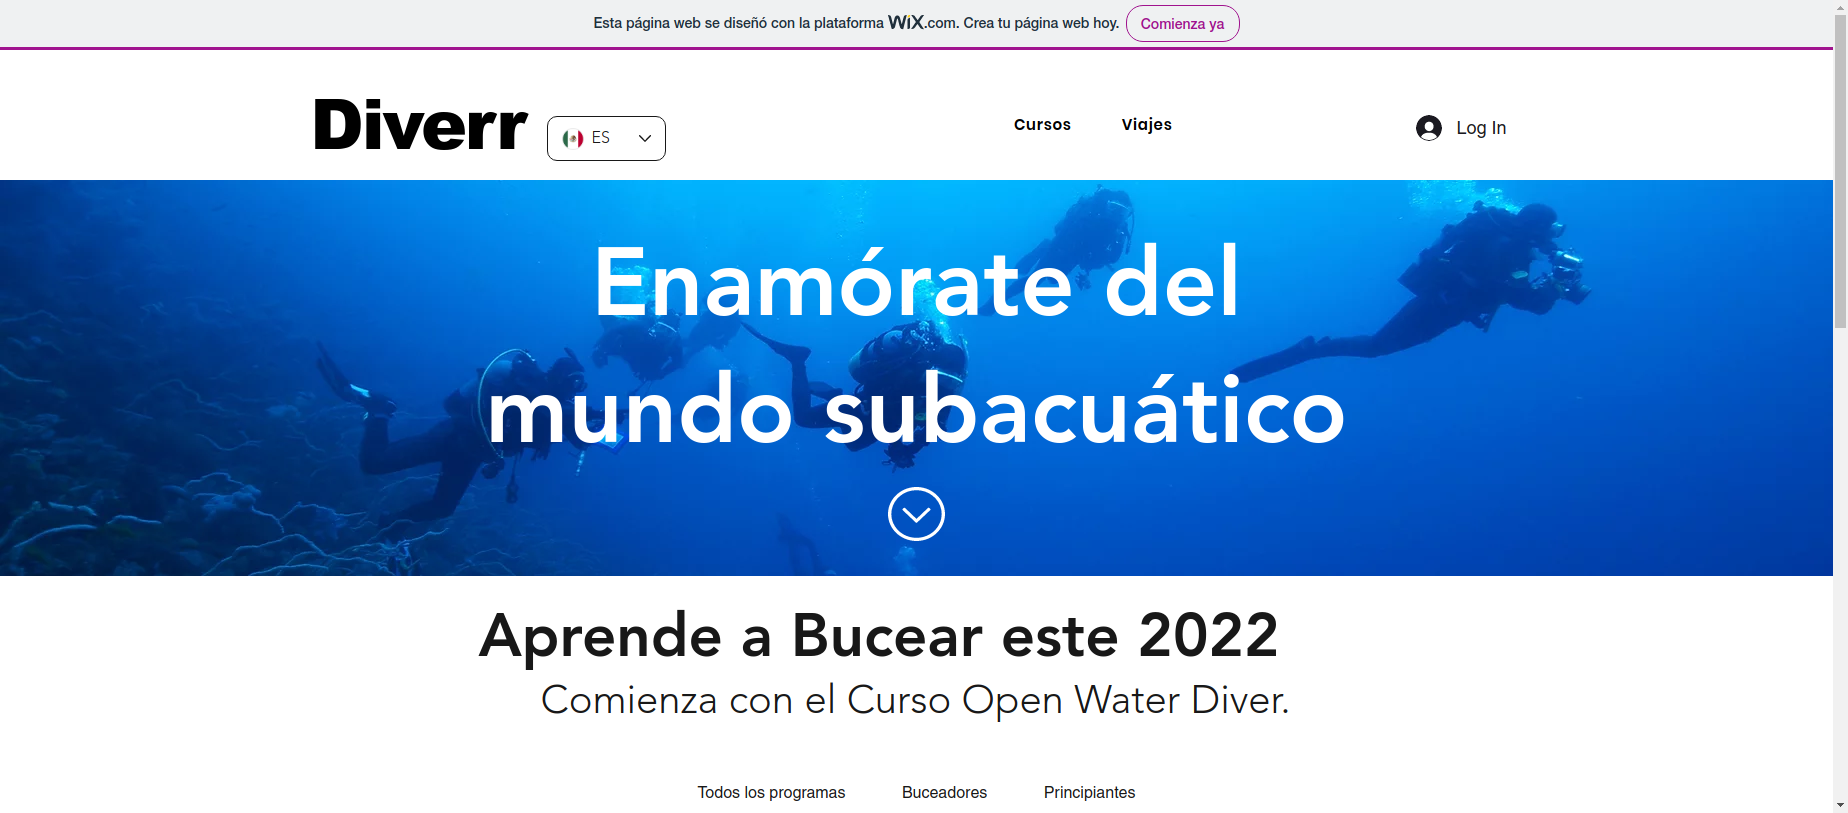 Esta página web se diseñó con la plataforma WiX.com. Crea tu página web hoy. Comienza ya
Diverr
ES
Cursos Viajes
Log In
Enamórate del
mundo subacuático
Aprende a Bucear este 2022
Comienza con el Curso Open Water Diver.
Todos los programas Buceadores Principiantes